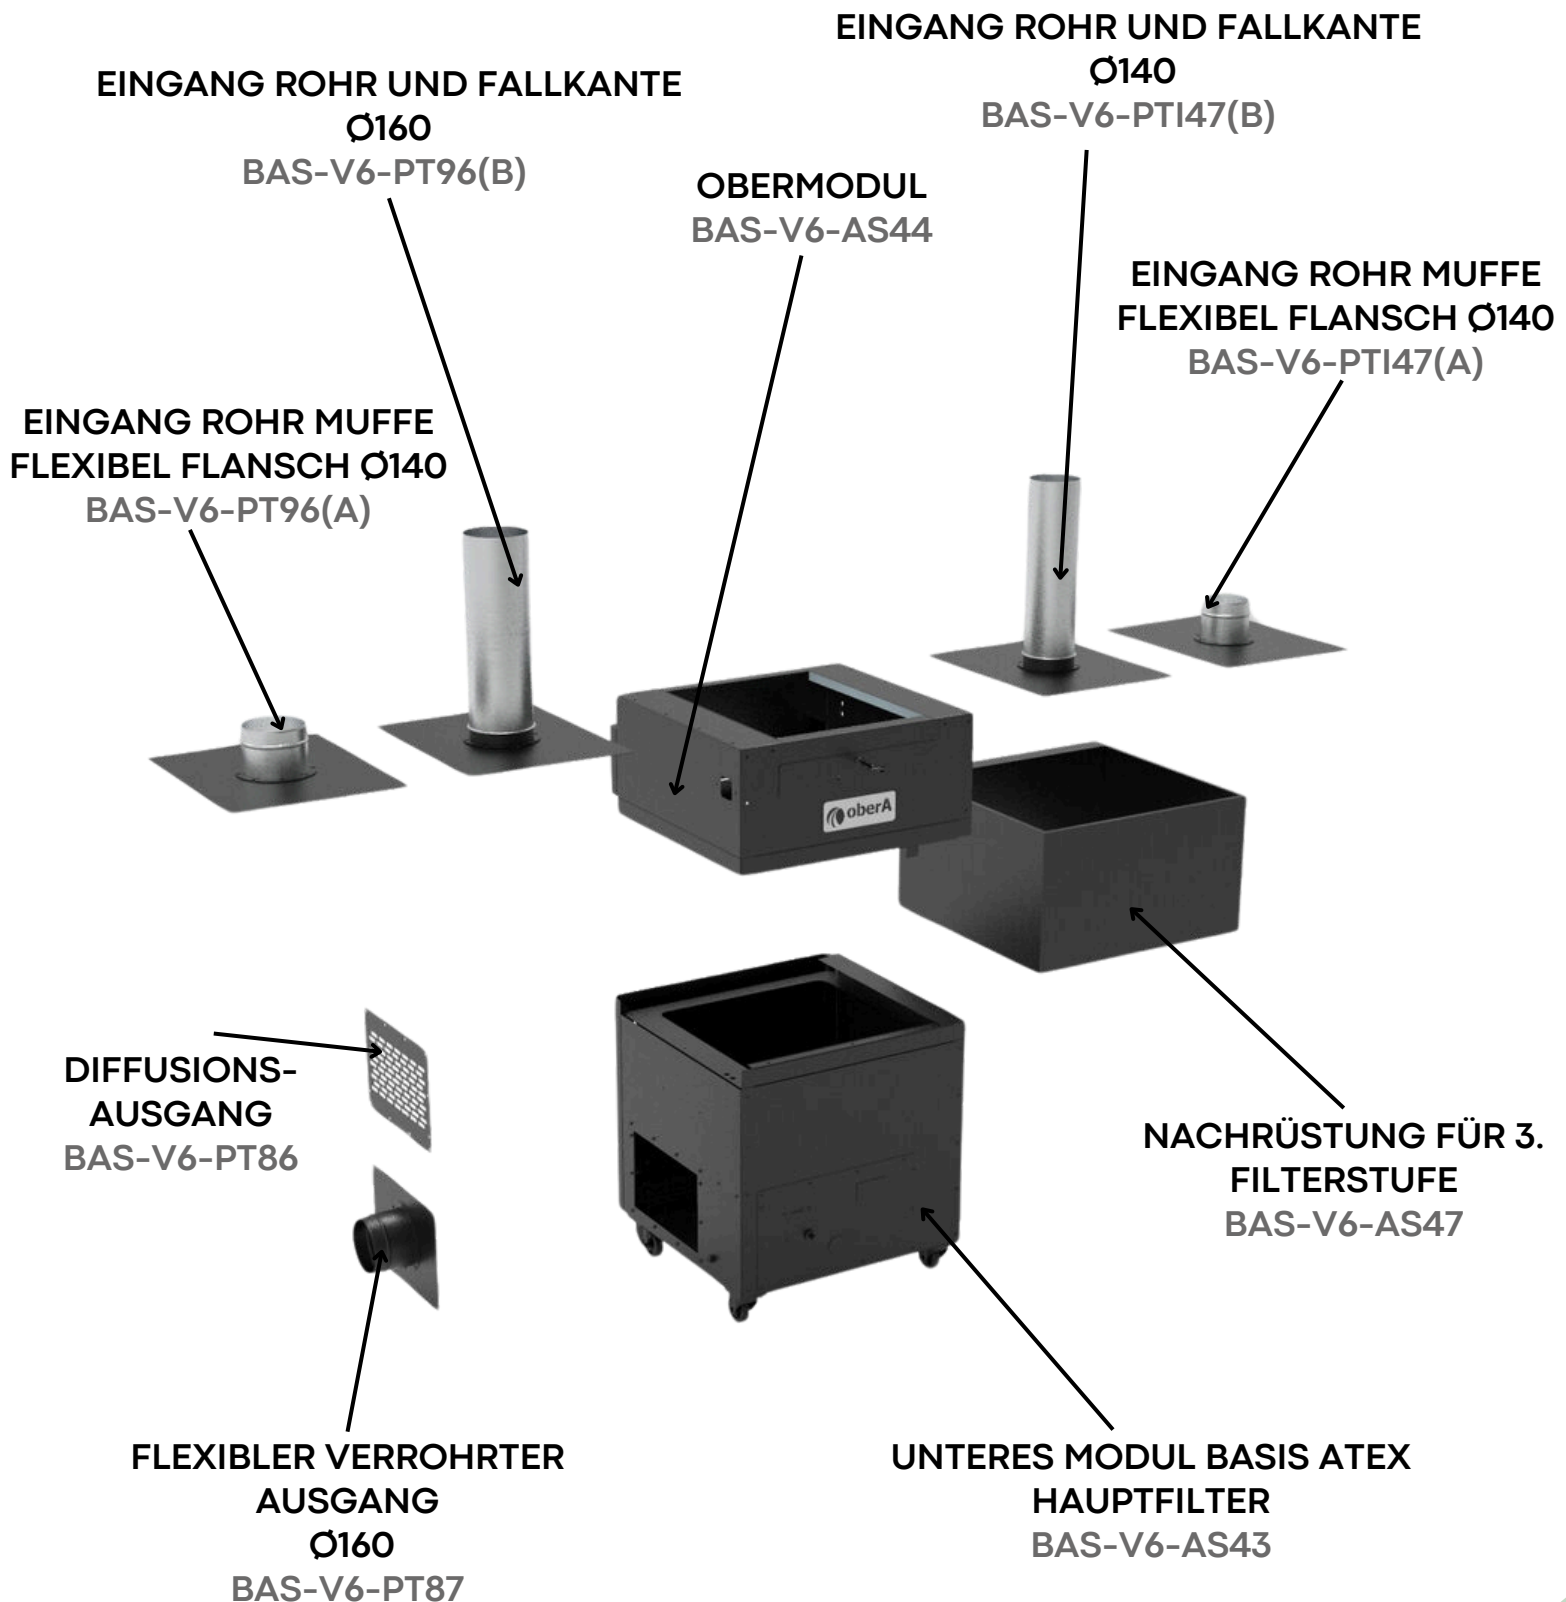 EINGANG ROHR UND FALLKANTE
Ø140
BAS-V6-PTI47(B)
EINGANG ROHR UND FALLKANTE
Ø160
BAS-V6-PT96(B)
OBERMODUL
BAS-V6-AS44
EINGANG ROHR MUFFE
FLEXIBEL FLANSCH Ø140
BAS-V6-PTI47(A)
EINGANG ROHR MUFFE
FLEXIBEL FLANSCH Ø140
BAS-V6-PT96(A)
oberA
DIFFUSIONS-
AUSGANG
BAS-V6-PT86
NACHRÜSTUNG FÜR 3.
FILTERSTUFE
BAS-V6-AS47
FLEXIBLER VERROHRTER
AUSGANG
Ø160
BAS-V6-PT87
UNTERES MODUL BASIS ATEX
HAUPTFILTER
BAS-V6-AS43